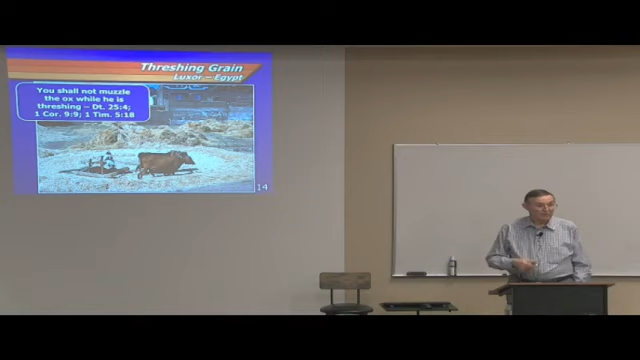 Threshing Grain
Luxor – Egypt
You shall not muzzle
the ox while he is
threshing – Dt. 25:4;
1 Cor. 9:9; 1 Tim. 5:18
14